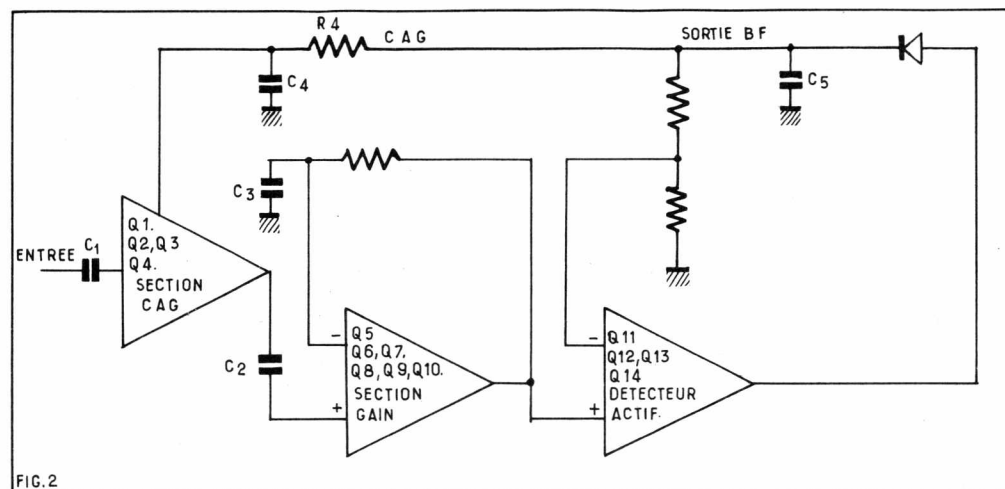 R4
CAG
SORTIE BF
C4
C5
C3
ENTREE
C1
Q1.
Q2,Q3
Q4.
SECTION
CAG
C2
-
Q5
Q6,Q7.
Q8,Q9,Q10.
SECTION
GAIN
+
-
Q11
Q12,Q13
Q14
DETECTEUR
ACTIF.
+
FIG.2